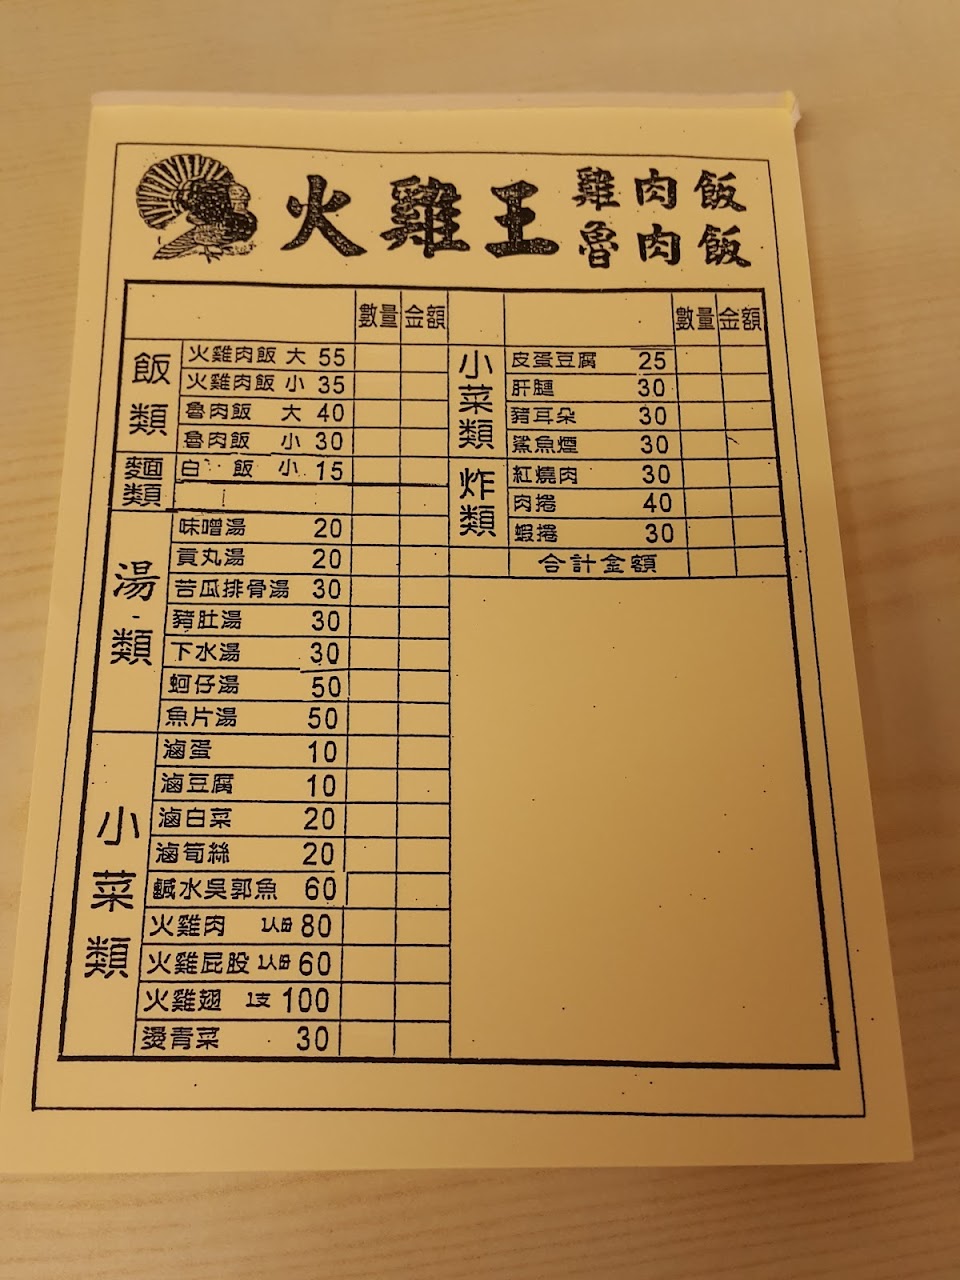 火雞王 雞肉飯
魯肉飯
數量 金額
飯類
火雞肉飯 大 55
火雞肉飯 小 35
魯肉飯 大 40
魯肉飯 小 30
麵類
白飯 小 15
湯類
味噌湯 20
貢丸湯 20
苦瓜排骨湯 30
豬肚湯 30
下水湯 30
蚵仔湯 50
魚片湯 50
小菜類
滷蛋 10
滷豆腐 10
滷白菜 20
滷筍絲 20
鹹水吳郭魚 60
火雞肉 1人份 80
火雞屁股 1人份 60
火雞翅 1支 100
燙青菜 30
數量 金額
小菜類
皮蛋豆腐 25
肝腱 30
豬耳朵 30
鯊魚煙 30
炸類
紅燒肉 30
肉捲 40
蝦捲 30
合計金額